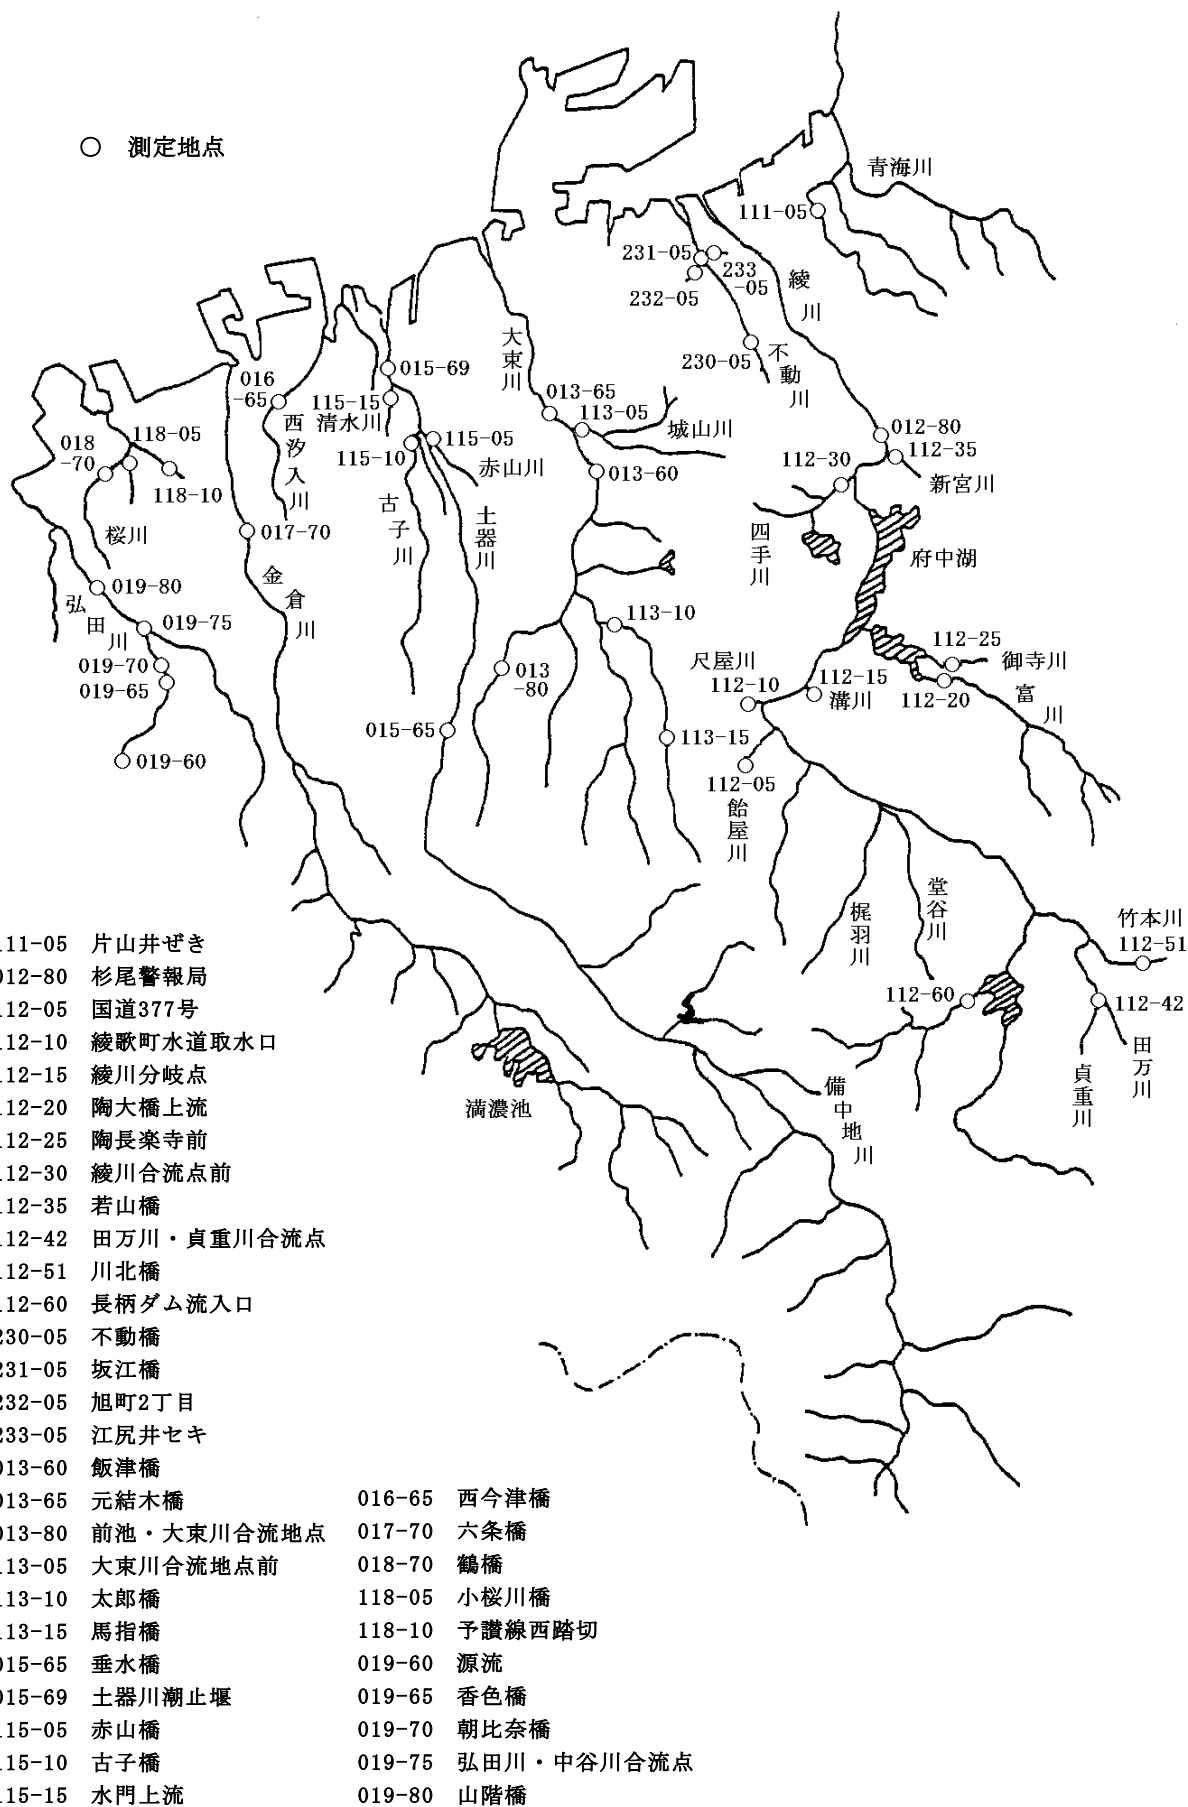 ○ 測定地点
青海川
111-05
231-05
233
-05
232-05
綾川
230-05
不動川
大束川
016
-65
015-69
115-15
清水川
西汐入川
013-65
113-05
城山川
118-05
018
-70
118-10
115-05
115-10
赤山川
013-60
012-80
112-35
112-30
新宮川
桜川
017-70
古子川
土器川
四手川
府中湖
019-80
金倉川
弘田川
019-75
113-10
019-70
019-65
013
-80
尺屋川
112-10
112-15
溝川
112-25
御寺川
112-20
富川
015-65
113-15
019-60
112-05
飴屋川
梶羽川
堂谷川
竹本川
112-51
112-60
112-42
田万川
貞重川
満濃池
備中地川
11-05 片山井ぜき
012-80 杉尾警報局
12-05 国道377号
12-10 綾歌町水道取水口
12-15 綾川分岐点
12-20 陶大橋上流
12-25 陶長楽寺前
12-30 綾川合流点前
12-35 若山橋
12-42 田万川・貞重川合流点
12-51 川北橋
12-60 長柄ダム流入口
230-05 不動橋
231-05 坂江橋
232-05 旭町2丁目
233-05 江尻井セキ
013-60 飯津橋
013-65 元結木橋
013-80 前池・大束川合流地点
13-05 大束川合流地点前
13-10 太郎橋
13-15 馬指橋
015-65 垂水橋
015-69 土器川潮止堰
15-05 赤山橋
15-10 古子橋
15-15 水門上流
016-65 西今津橋
017-70 六条橋
018-70 鶴橋
118-05 小桜川橋
118-10 予讃線西踏切
019-60 源流
019-65 香色橋
019-70 朝比奈橋
019-75 弘田川・中谷川合流点
019-80 山階橋